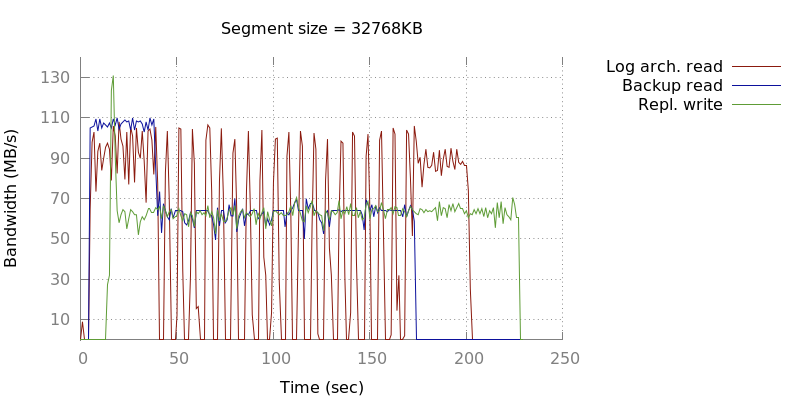 Segment size = 32768KB
Log arch. read
Backup read
Repl. write
Bandwidth (MB/s)
130
110
90
70
50
30
10
0 50 100 150 200 250
Time (sec)